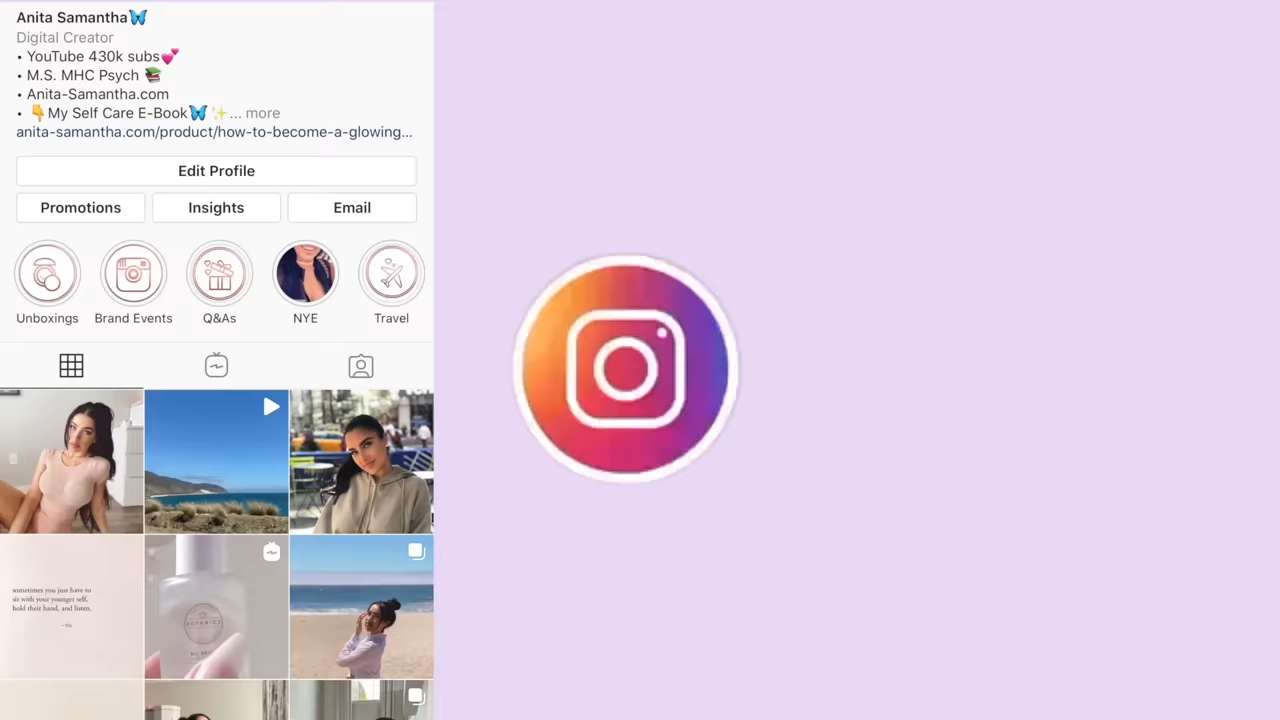 Anita Samantha🦋
Digital Creator
• YouTube 430k subs💕
• M.S. MHC Psych 📚
• Anita-Samantha.com
• 👇My Self Care E-Book🦋✨... more
anita-samantha.com/product/how-to-become-a-glowing...
Edit Profile
Promotions Insights Email
Unboxings Brand Events Q&As NYE Travel
sometimes you just have to
sit with your younger self,
hold their hand, and listen.
BOTANICS